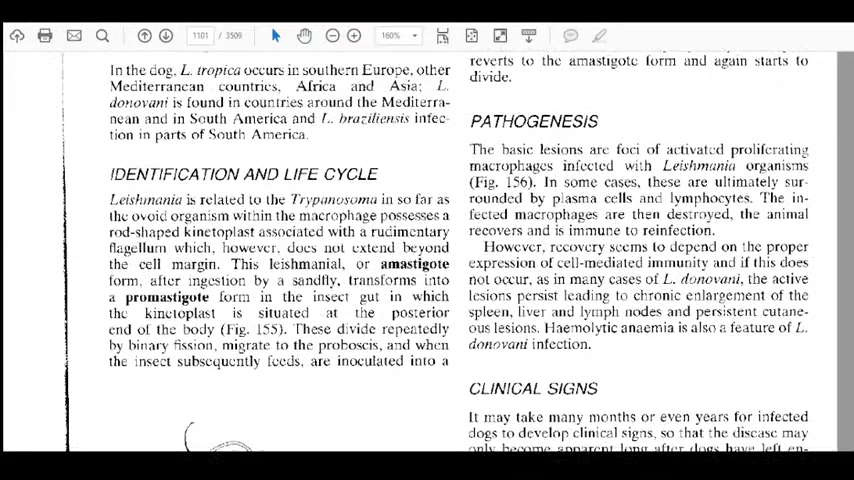 1101 / 3509
160%
In the dog, L. tropica occurs in southern Europe, other
Mediterranean countries, Africa and Asia; L.
donovani is found in countries around the Mediterra-
nean and in South America and L. braziliensis infec-
tion in parts of South America.
IDENTIFICATION AND LIFE CYCLE
Leishmania is related to the Trypanosoma in so far as
the ovoid organism within the macrophage possesses a
rod-shaped kinetoplast associated with a rudimentary
flagellum which, however, does not extend beyond
the cell margin. This leishmanial, or amastigote
form, after ingestion by a sandfly, transforms into
a promastigote form in the insect gut in which
the kinetoplast is situated at the posterior
end of the body (Fig. 155). These divide repeatedly
by binary fission, migrate to the proboscis, and when
the insect subsequently feeds, are inoculated into a
reverts to the amastigote form and again starts to
divide.
PATHOGENESIS
The basic lesions are foci of activated proliferating
macrophages infected with Leishmania organisms
(Fig. 156). In some cases, these are ultimately sur-
rounded by plasma cells and lymphocytes. The in-
fected macrophages are then destroyed, the animal
recovers and is immune to reinfection.
However, recovery seems to depend on the proper
expression of cell-mediated immunity and if this does
not occur, as in many cases of L. donovani, the active
lesions persist leading to chronic enlargement of the
spleen, liver and lymph nodes and persistent cutane-
ous lesions. Haemolytic anaemia is also a feature of L.
donovani infection.
CLINICAL SIGNS
It may take many months or even years for infected
dogs to develop clinical signs, so that the disease may
only become apparent long after dogs have left en-